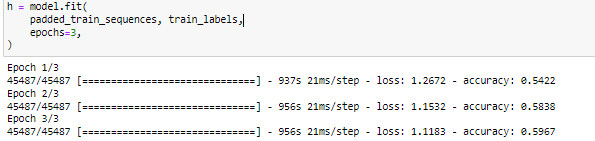 h = model.fit(
padded_train_sequences, train_labels,
epochs=3,
)
Epoch 1/3
45487/45487 [==============================] - 937s 21ms/step - loss: 1.2672 - accuracy: 0.5422
Epoch 2/3
45487/45487 [==============================] - 956s 21ms/step - loss: 1.1532 - accuracy: 0.5838
Epoch 3/3
45487/45487 [==============================] - 956s 21ms/step - loss: 1.1183 - accuracy: 0.5967